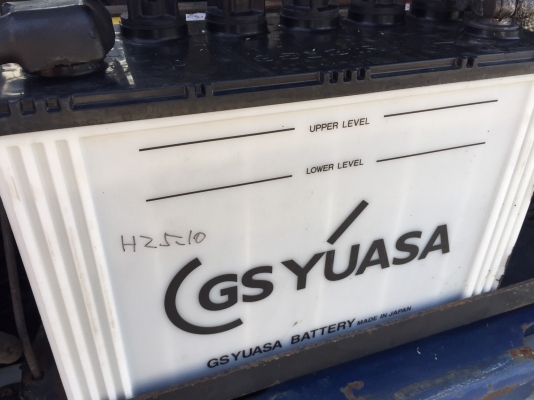 UPPER LEVEL
LOWER LEVEL
H25.10
GS YUASA
GS YUASA BATTERY MADE IN JAPAN